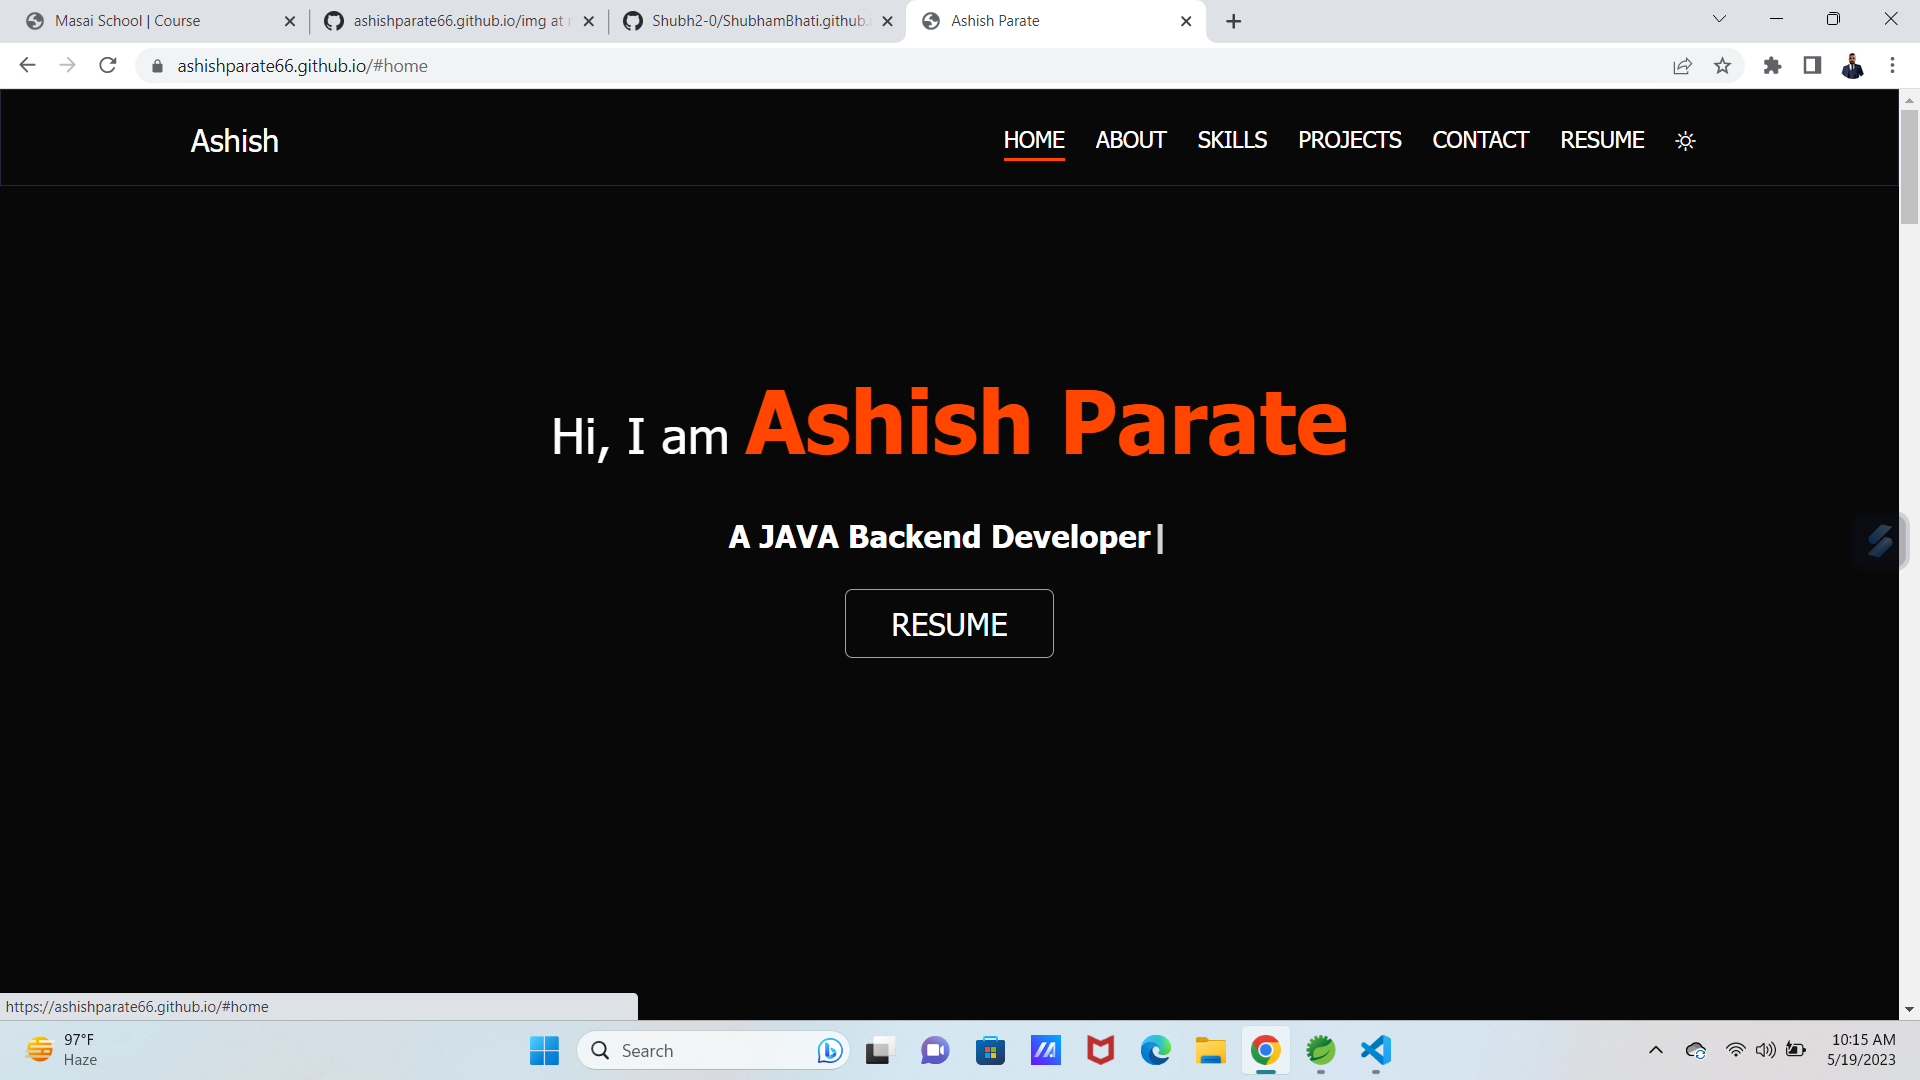 Masai School | Course
ashishparate66.github.io/img at
Shubh2-0/ShubhamBhati.github.
Ashish Parate
ashishparate66.github.io/#home
Ashish
HOME ABOUT SKILLS PROJECTS CONTACT RESUME
Hi, I am Ashish Parate
A JAVA Backend Developer|
RESUME
https://ashishparate66.github.io/#home
97°F
Haze
Search
10:15 AM
5/19/2023